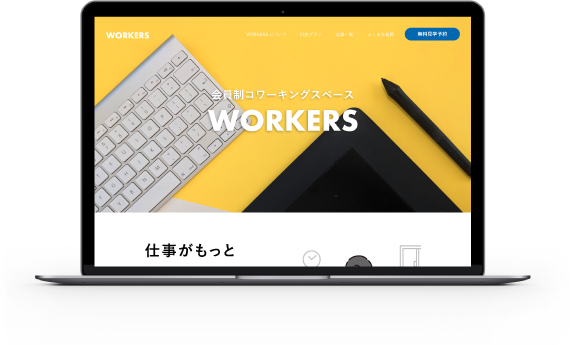 WORKERS
WORKERSについて
料金プラン
店舗一覧
よくある質問
無料見学予約
会員制コワーキングスペース
WORKERS
仕事がもっと